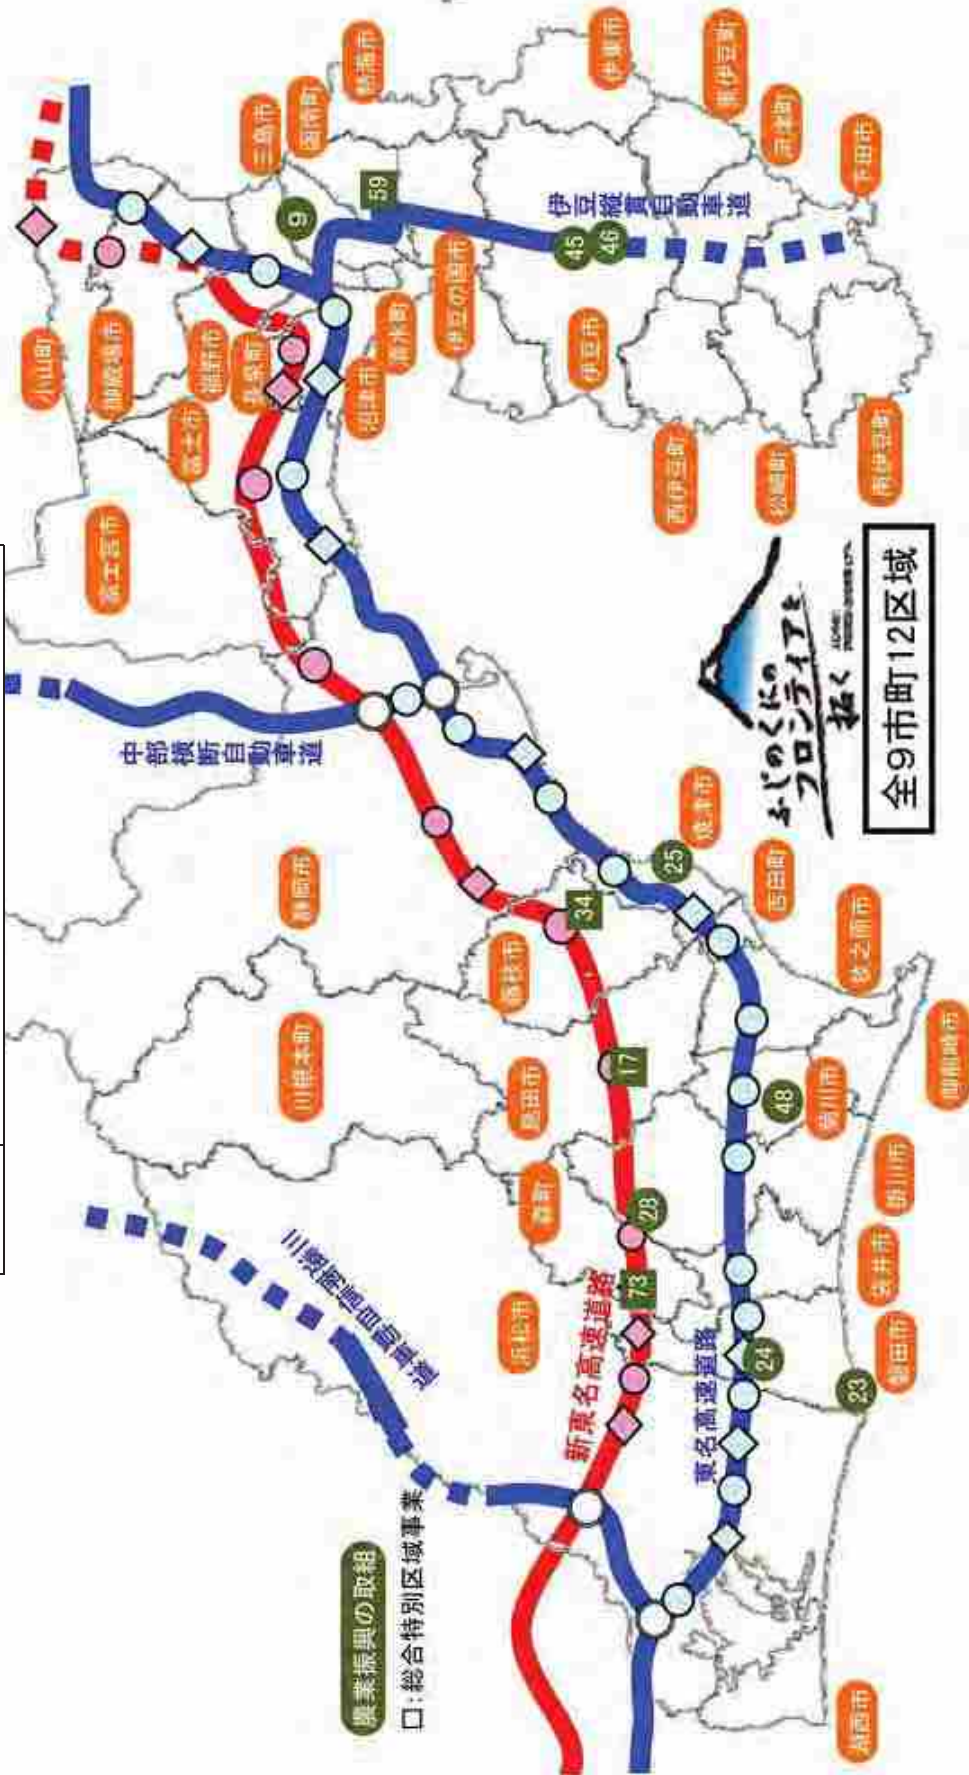 農業振興の取組
□:総合特別区域事業
三遠南信自動車道
中部横断自動車道
新東名高速道路
東名高速道路
伊豆縦貫自動車道
小山町
御殿場市
裾野市
長泉町
富士市
富士宮市
三島市
函南町
熱海市
伊東市
東伊豆町
河津町
下田市
沼津市
清水町
伊豆の国市
伊豆市
西伊豆町
松崎町
南伊豆町
静岡市
川根本町
藤枝市
島田市
森町
浜松市
焼津市
吉田町
牧之原市
御前崎市
菊川市
掛川市
袋井市
磐田市
湖西市
9
59
45
46
34
25
17
48
28
73
24
23
ふじのくにの
フロンティアを
拓く
全9市町12区域